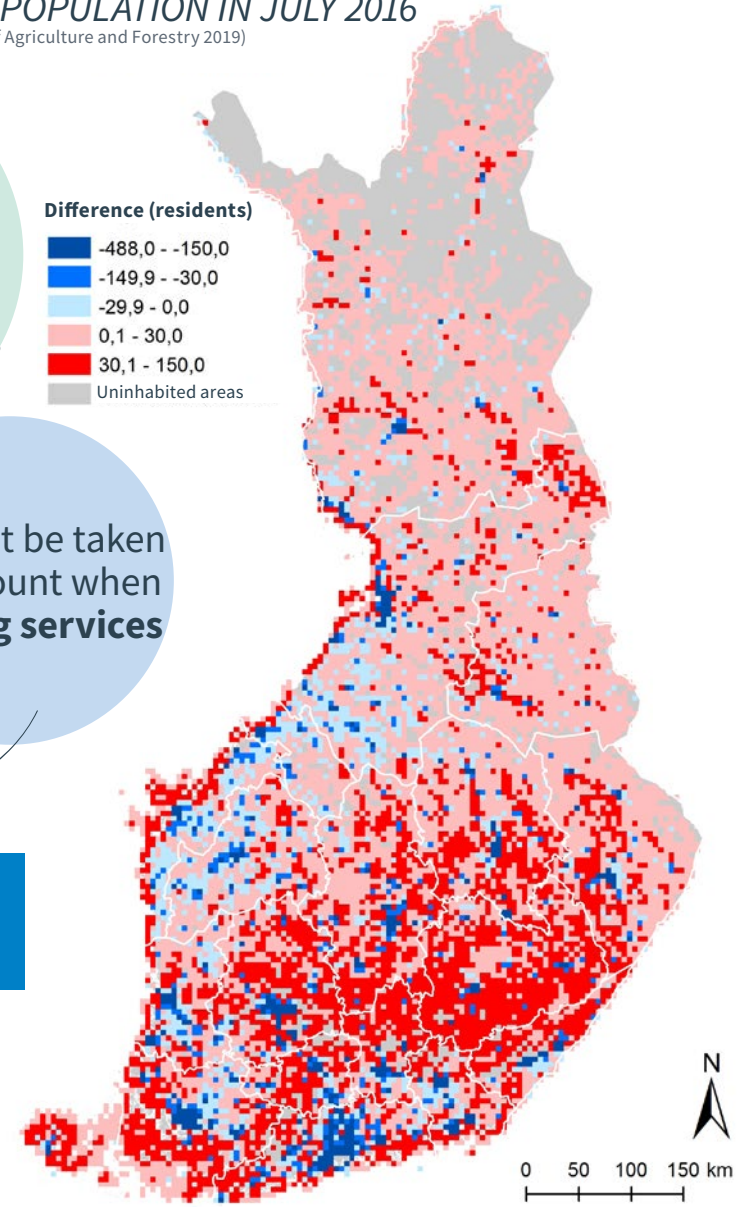 POPULATION IN JULY 2016
Agriculture and Forestry 2019)
Difference (residents)
-488,0 - -150,0
-149,9 - -30,0
-29,9 - 0,0
0,1 - 30,0
30,1 - 150,0
Uninhabited areas
t be taken
ount when
g services
N
0 50 100 150 km